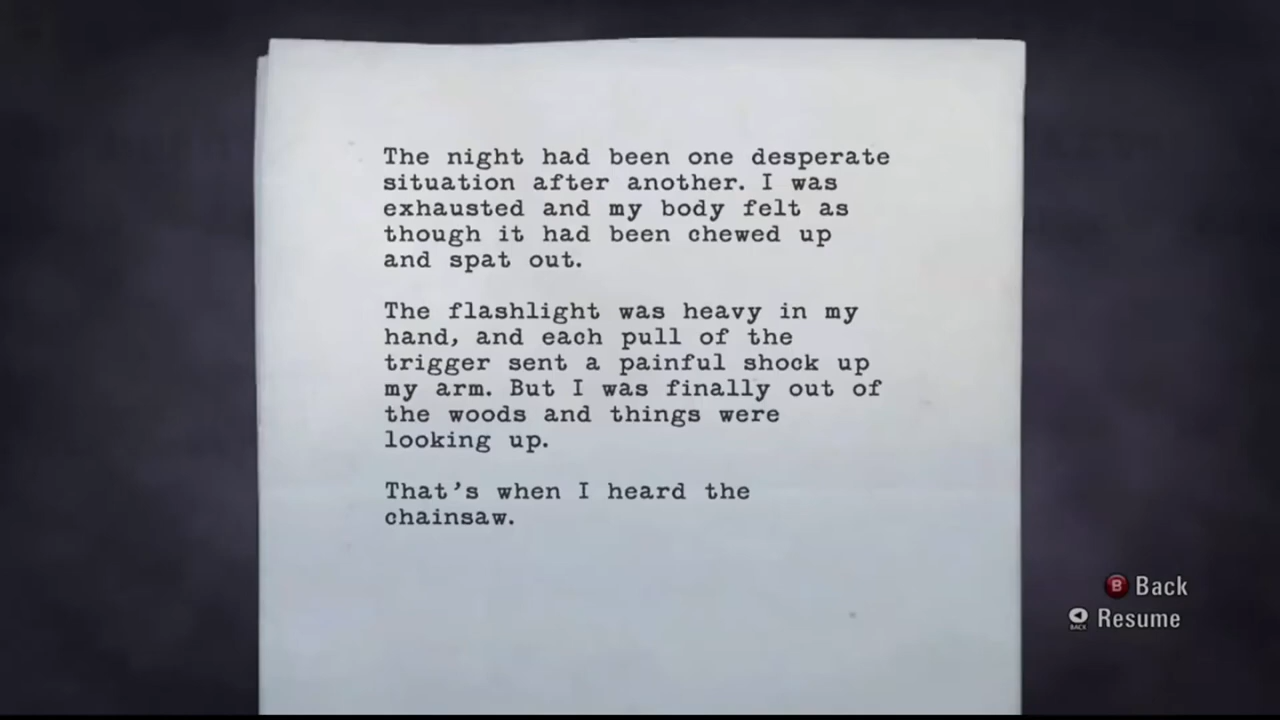 The night had been one desperate
situation after another. I was
exhausted and my body felt as
though it had been chewed up
and spat out.
The flashlight was heavy in my
hand, and each pull of the
trigger sent a painful shock up
my arm. But I was finally out of
the woods and things were
looking up.
That's when I heard the
chainsaw.
B Back
BACK Resume